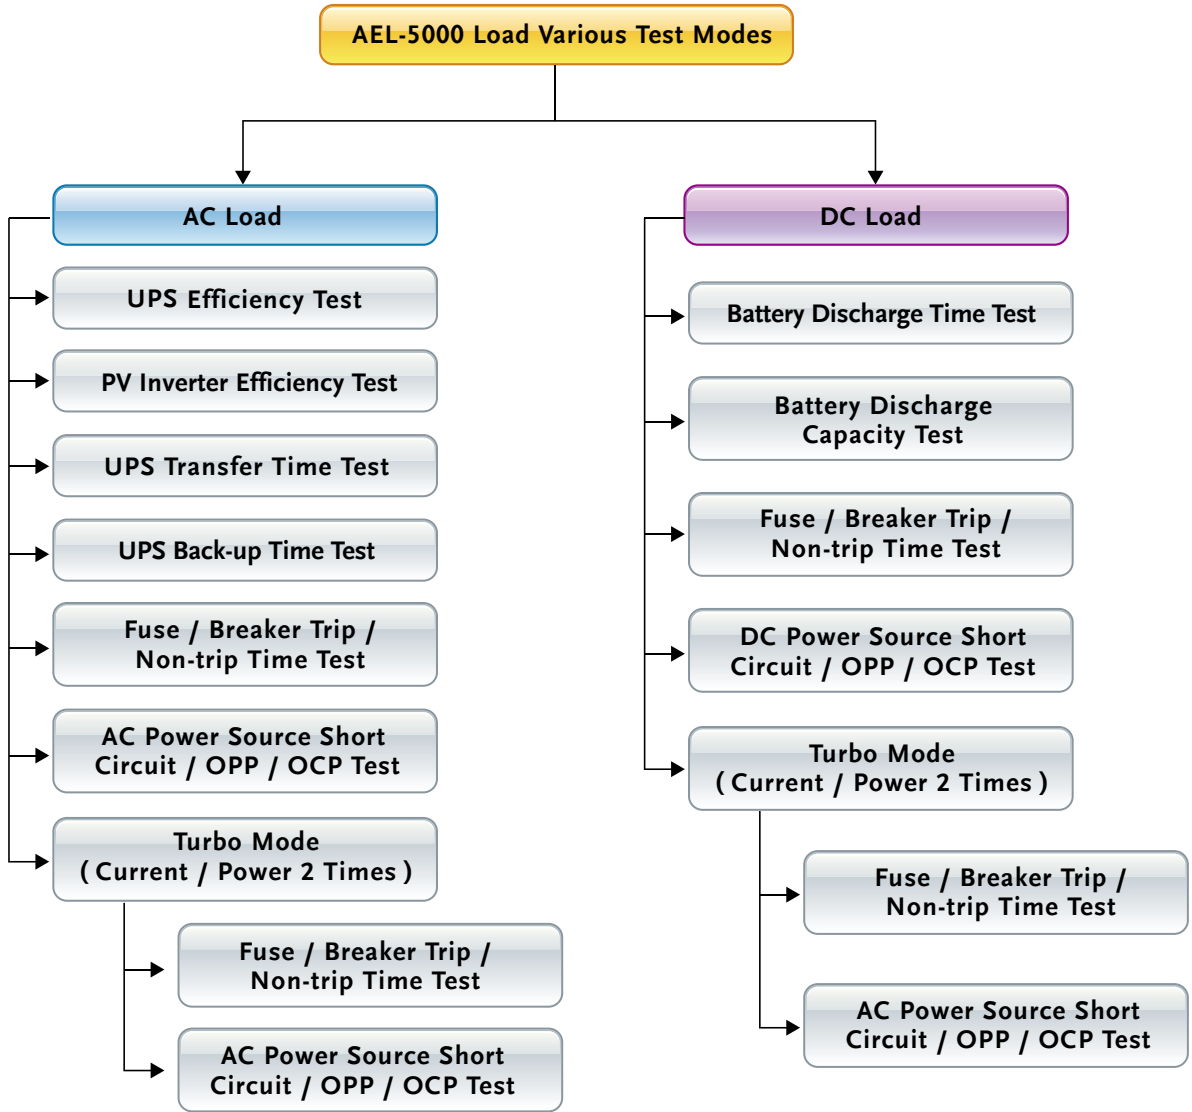 AEL-5000 Load Various Test Modes
AC Load
UPS Efficiency Test
PV Inverter Efficiency Test
UPS Transfer Time Test
UPS Back-up Time Test
Fuse / Breaker Trip /
Non-trip Time Test
AC Power Source Short
Circuit / OPP / OCP Test
Turbo Mode
( Current / Power 2 Times )
Fuse / Breaker Trip /
Non-trip Time Test
AC Power Source Short
Circuit / OPP / OCP Test
DC Load
Battery Discharge Time Test
Battery Discharge
Capacity Test
Fuse / Breaker Trip /
Non-trip Time Test
DC Power Source Short
Circuit / OPP / OCP Test
Turbo Mode
( Current / Power 2 Times )
Fuse / Breaker Trip /
Non-trip Time Test
AC Power Source Short
Circuit / OPP / OCP Test